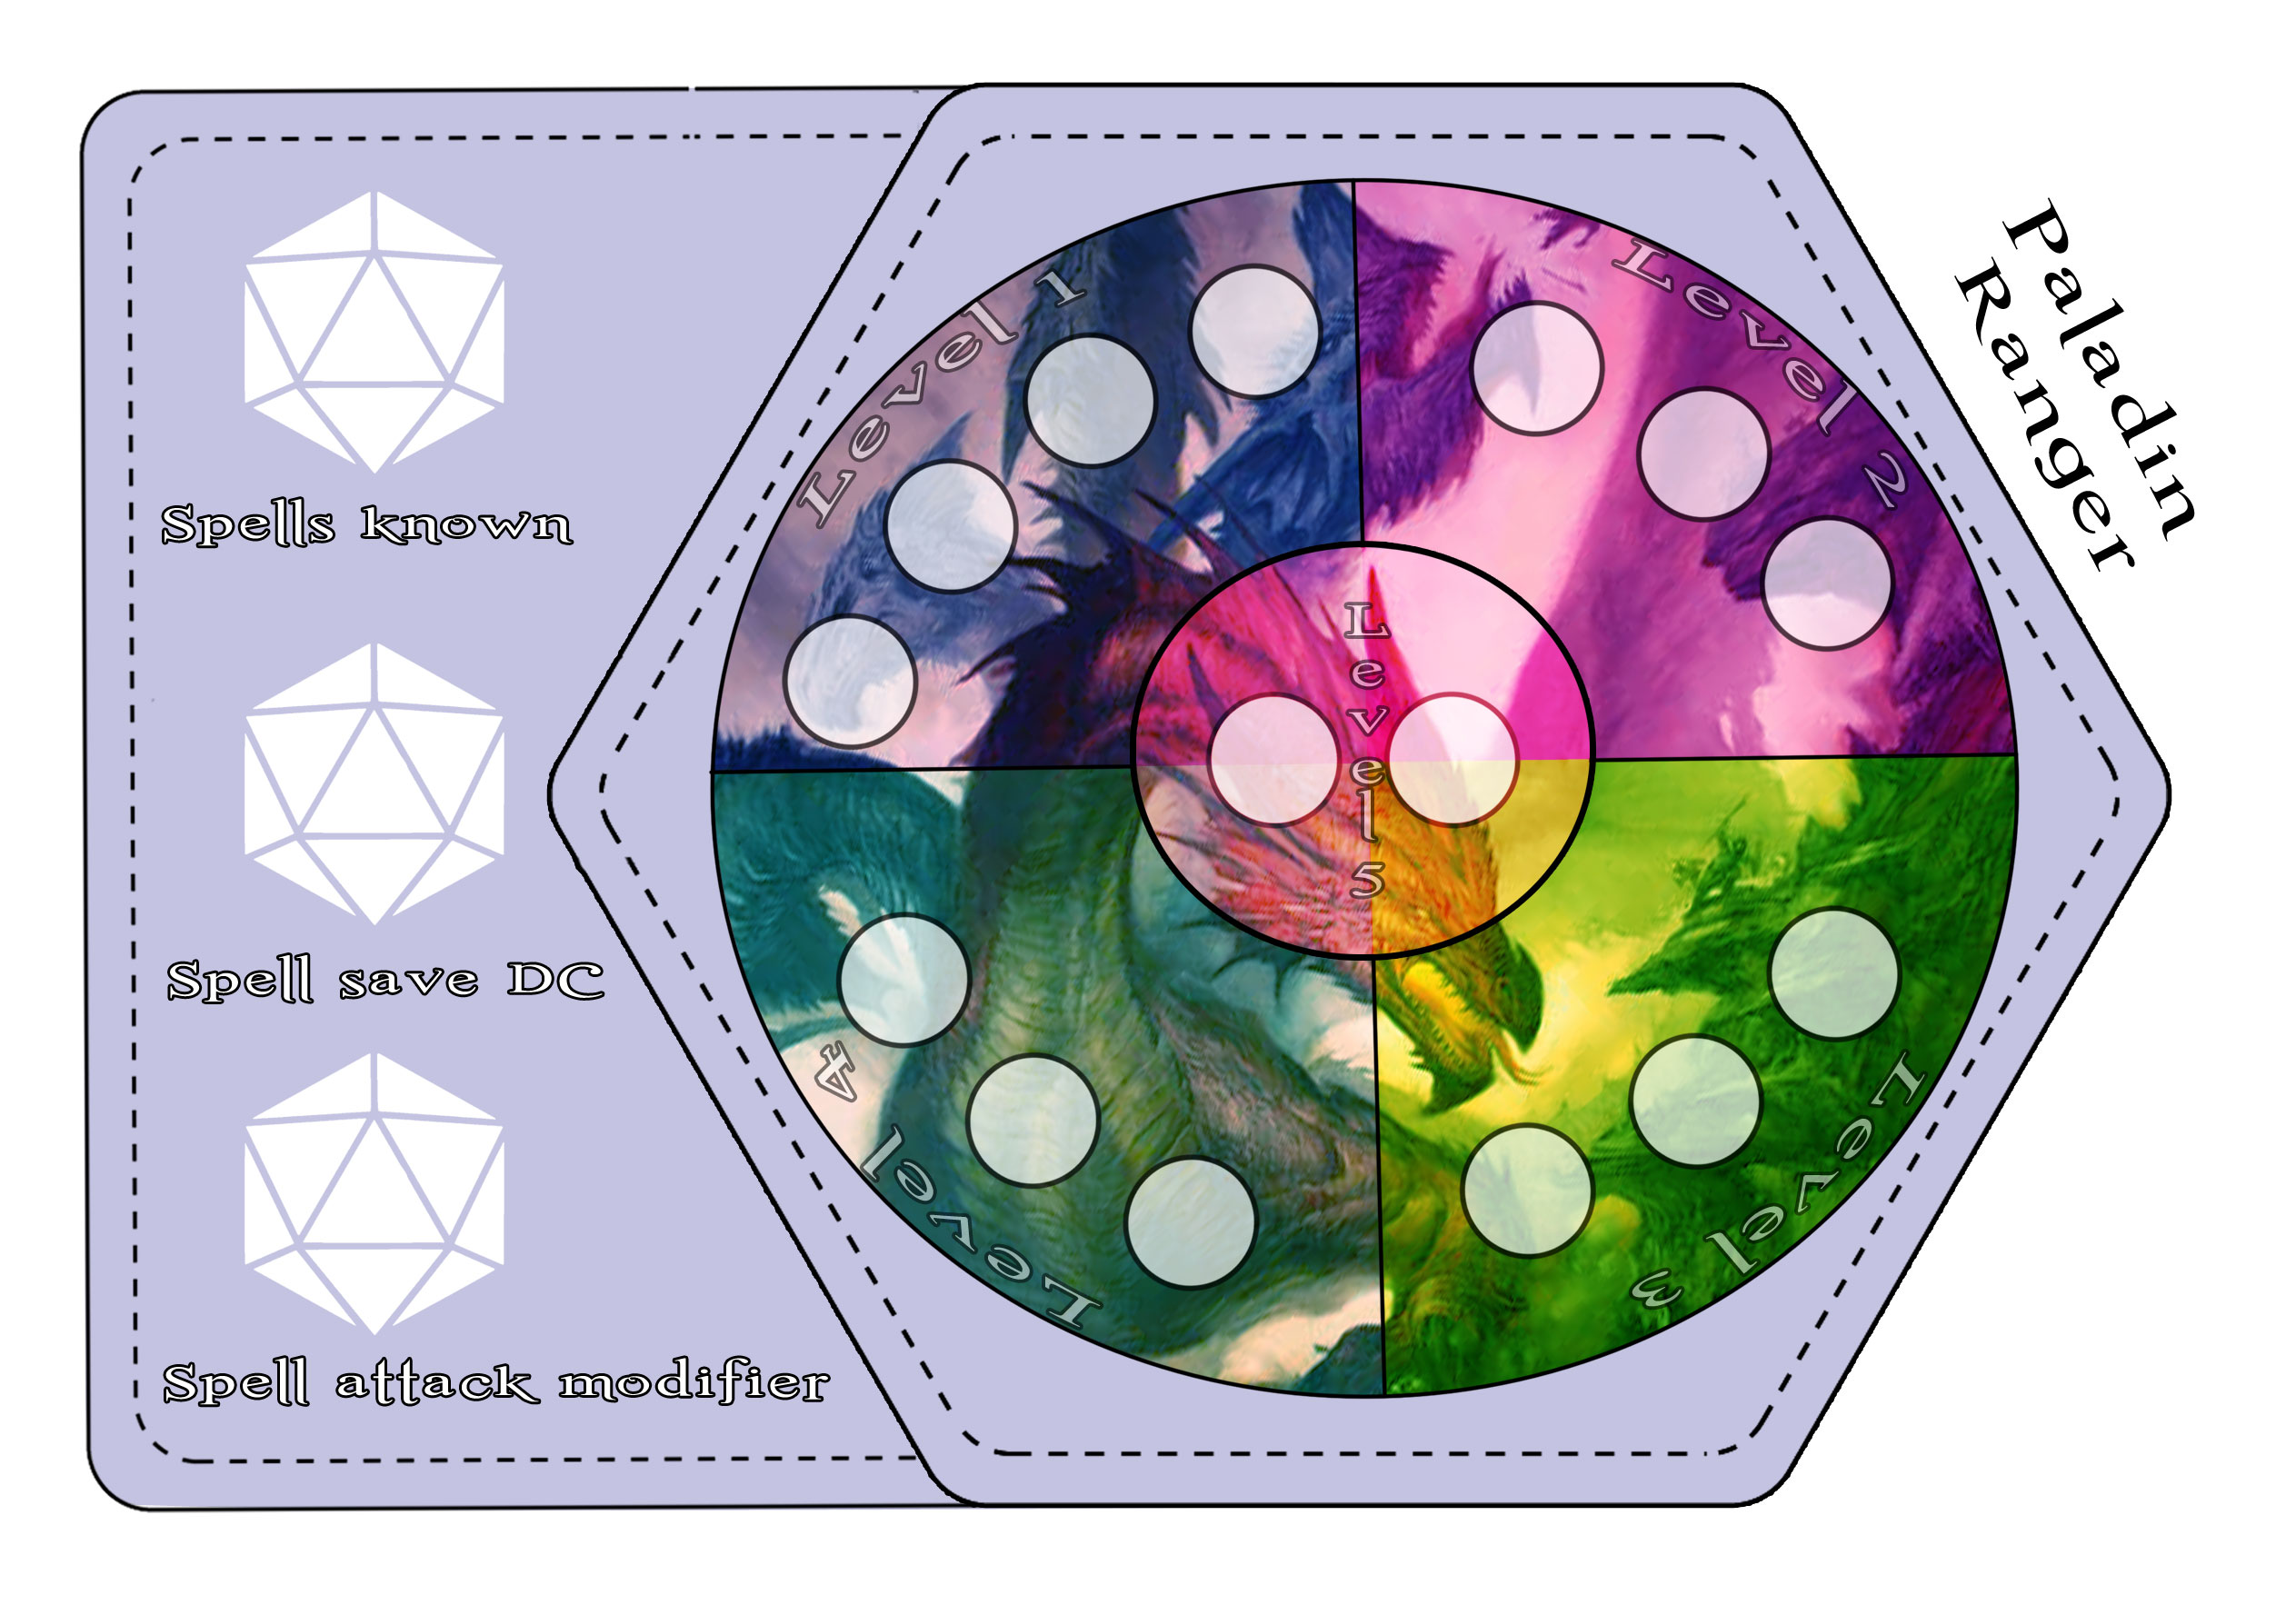 Spells known
Spell save DC
Spell attack modifier
Level 1
Level 2
Level 3
Level 4
Level 5
Paladin
Ranger